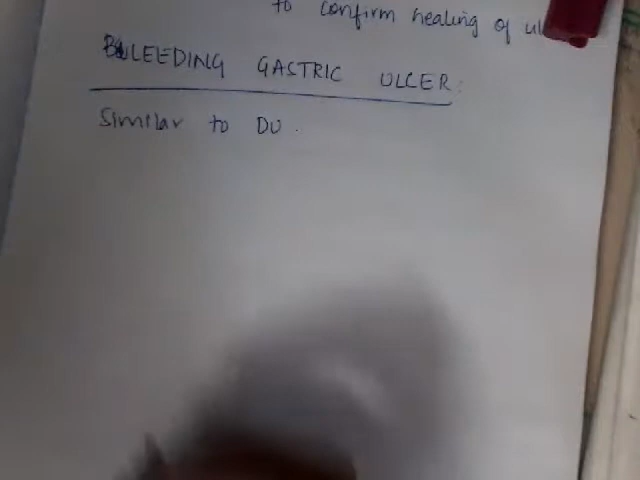 to confirm healing of
BLEEDING GASTRIC ULCER:
Similar to DU.